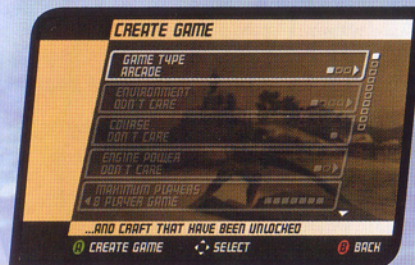 CREATE GAME
GAME TYPE
ARCADE
ENVIRONMENT
DON'T CARE
COURSE
DON'T CARE
ENGINE POWER
DON'T CARE
MAXIMUM PLAYERS
8 PLAYER GAME
...AND CRAFT THAT HAVE BEEN UNLOCKED
A CREATE GAME SELECT B BACK